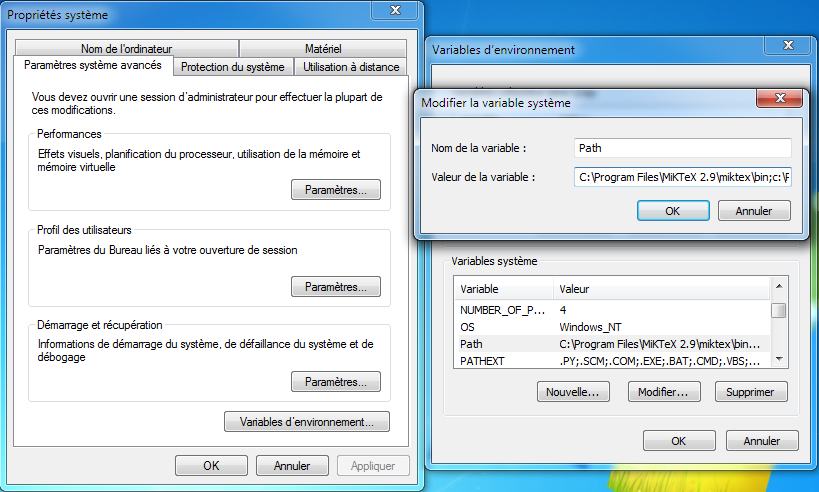 Propriétés système
Nom de l'ordinateur
Matériel
Paramètres système avancés
Protection du système
Utilisation à distance
Vous devez ouvrir une session d'administrateur pour effectuer la plupart de
ces modifications.
Performances
Effets visuels, planification du processeur, utilisation de la mémoire et
mémoire virtuelle
Paramètres...
Profil des utilisateurs
Paramètres du Bureau liés à votre ouverture de session
Paramètres...
Démarrage et récupération
Informations de démarrage du système, de défaillance du système et de
débogage
Paramètres...
Variables d'environnement...
OK
Annuler
Appliquer
Variables d'environnement
Modifier la variable système
Nom de la variable :
Path
Valeur de la variable :
C:\Program Files\MiKTeX 2.9\miktex\bin;c:\F
OK
Annuler
Variables système
Variable
Valeur
NUMBER_OF_P...
4
OS
Windows_NT
Path
C:\Program Files\MiKTeX 2.9\miktex\bin...
PATHEXT
.PY;.SCM;.COM;.EXE;.BAT;.CMD;.VBS;...
Nouvelle...
Modifier...
Supprimer
OK
Annuler